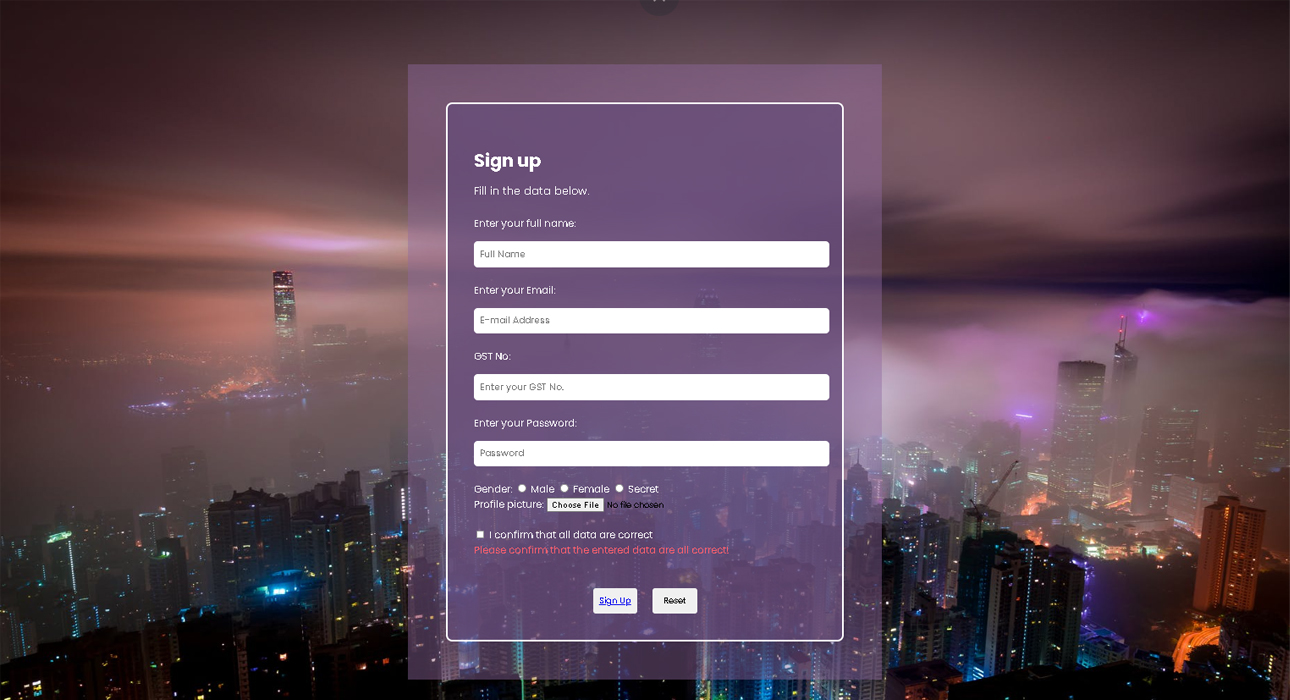 Sign up
Fill in the data below.
Enter your full name:
Full Name
Enter your Email:
E-mail Address
GST No:
Enter your GST No.
Enter your Password:
Password
Gender: Male Female Secret
Profile picture: Choose File No file chosen
I confirm that all data are correct
Please confirm that the entered data are all correct!
Sign Up Reset